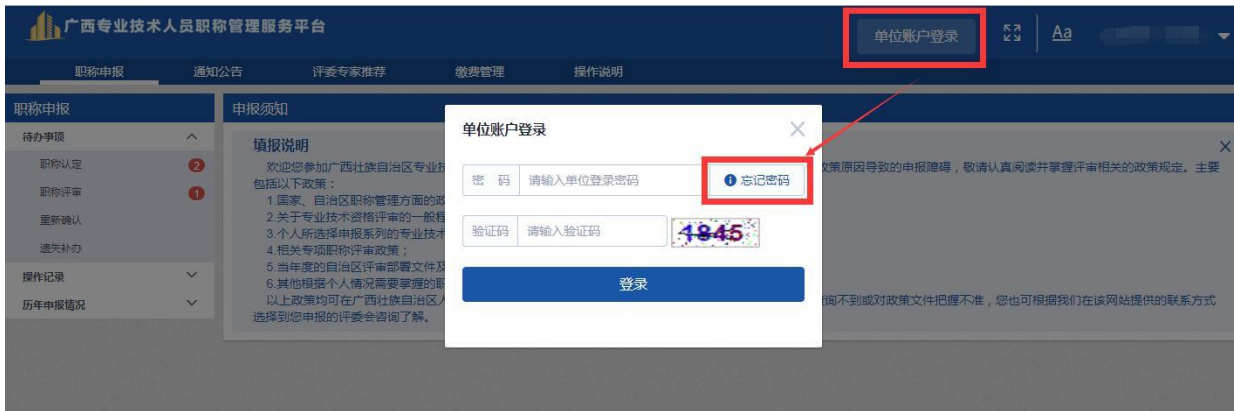 广西专业技术人员职称管理服务平台
单位账户登录
Aa
职称申报 通知公告 评委专家推荐 缴费管理 操作说明
职称申报
待办事项
职称认定 2
职称评审 1
重新确认
遗失补办
操作记录
历年申报情况
申报须知
填报说明
欢迎您参加广西壮族自治区专业技 策原因导致的申报障碍，敬请认真阅读并掌握评审相关的政策规定。主要
包括以下政策：
1.国家、自治区职称管理方面的政
2.关于专业技术资格评审的一般程
3.个人所选择申报系列的专业技术
4.相关专项职称评审政策；
5.当年度的自治区评审部署文件及
6.其他根据个人情况需要掌握的职
以上政策均可在广西壮族自治区人 询不到或对政策文件把握不准，您也可根据我们在该网站提供的联系方式
选择到您申报的评委会咨询了解。
单位账户登录
密 码 请输入单位登录密码 忘记密码
验证码 请输入验证码 1845
登录